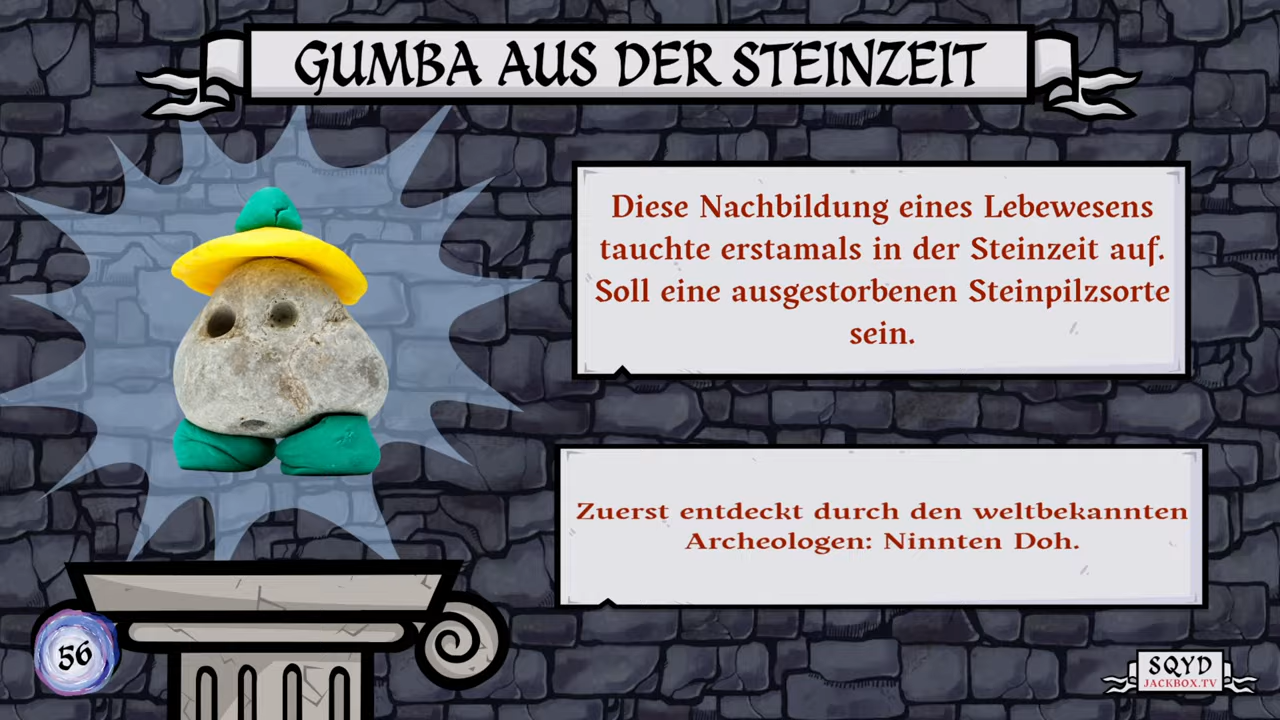 GUMBA AUS DER STEINZEIT
Diese Nachbildung eines Lebewesens
tauchte erstamals in der Steinzeit auf.
Soll eine ausgestorbenen Steinpilzsorte
sein.
Zuerst entdeckt durch den weltbekannten
Archeologen: Ninnten Doh.
56
SQYD
JACKBOX.TV